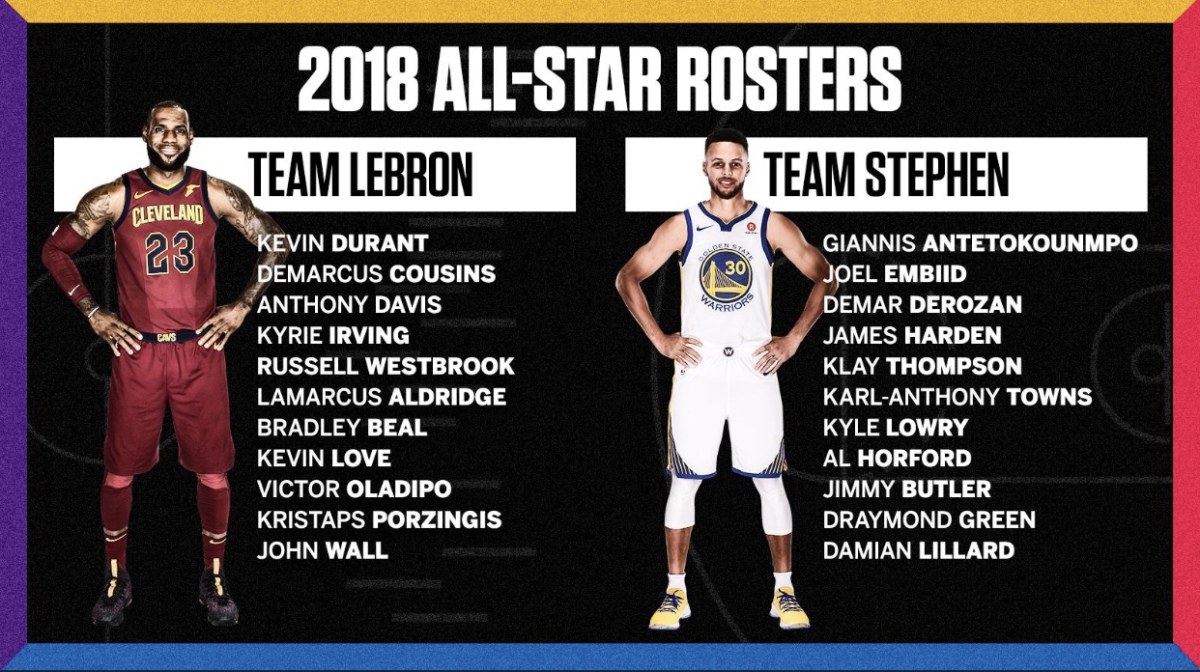 2018 ALL-STAR ROSTERS
TEAM LEBRON
KEVIN DURANT
DEMARCUS COUSINS
ANTHONY DAVIS
KYRIE IRVING
RUSSELL WESTBROOK
LAMARCUS ALDRIDGE
BRADLEY BEAL
KEVIN LOVE
VICTOR OLADIPO
KRISTAPS PORZINGIS
JOHN WALL
CLEVELAND
23
CAVS
TEAM STEPHEN
GIANNIS ANTETOKOUNMPO
JOEL EMBIID
DEMAR DEROZAN
JAMES HARDEN
KLAY THOMPSON
KARL-ANTHONY TOWNS
KYLE LOWRY
AL HORFORD
JIMMY BUTLER
DRAYMOND GREEN
DAMIAN LILLARD
GOLDEN STATE
30
WARRIORS
W